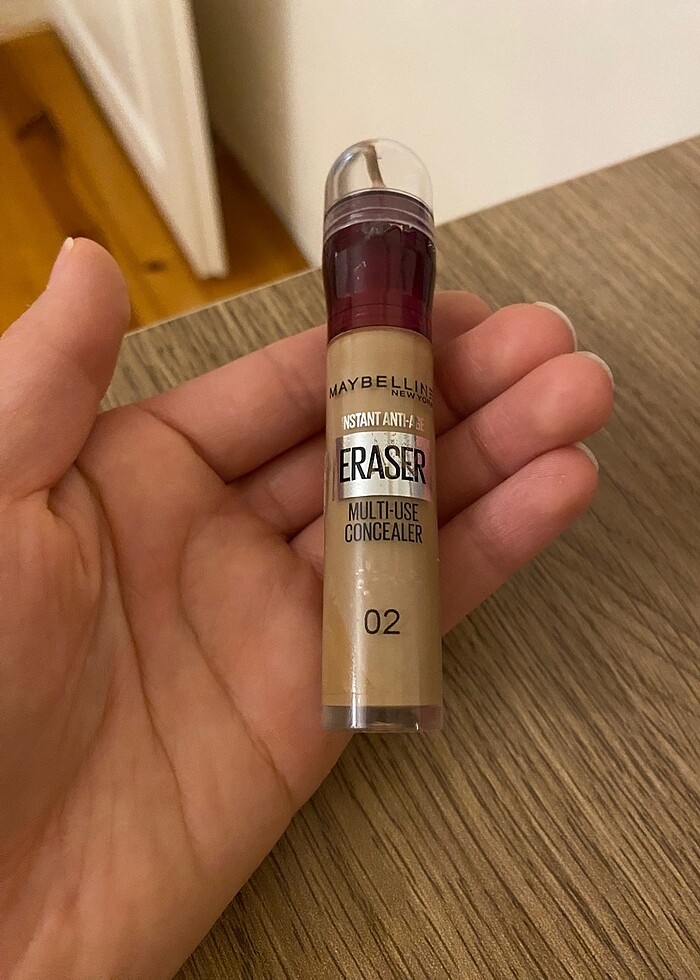 MAYBELLINE
NEW YORK
INSTANT ANTI-AGE
ERASER
MULTI-USE
CONCEALER
02